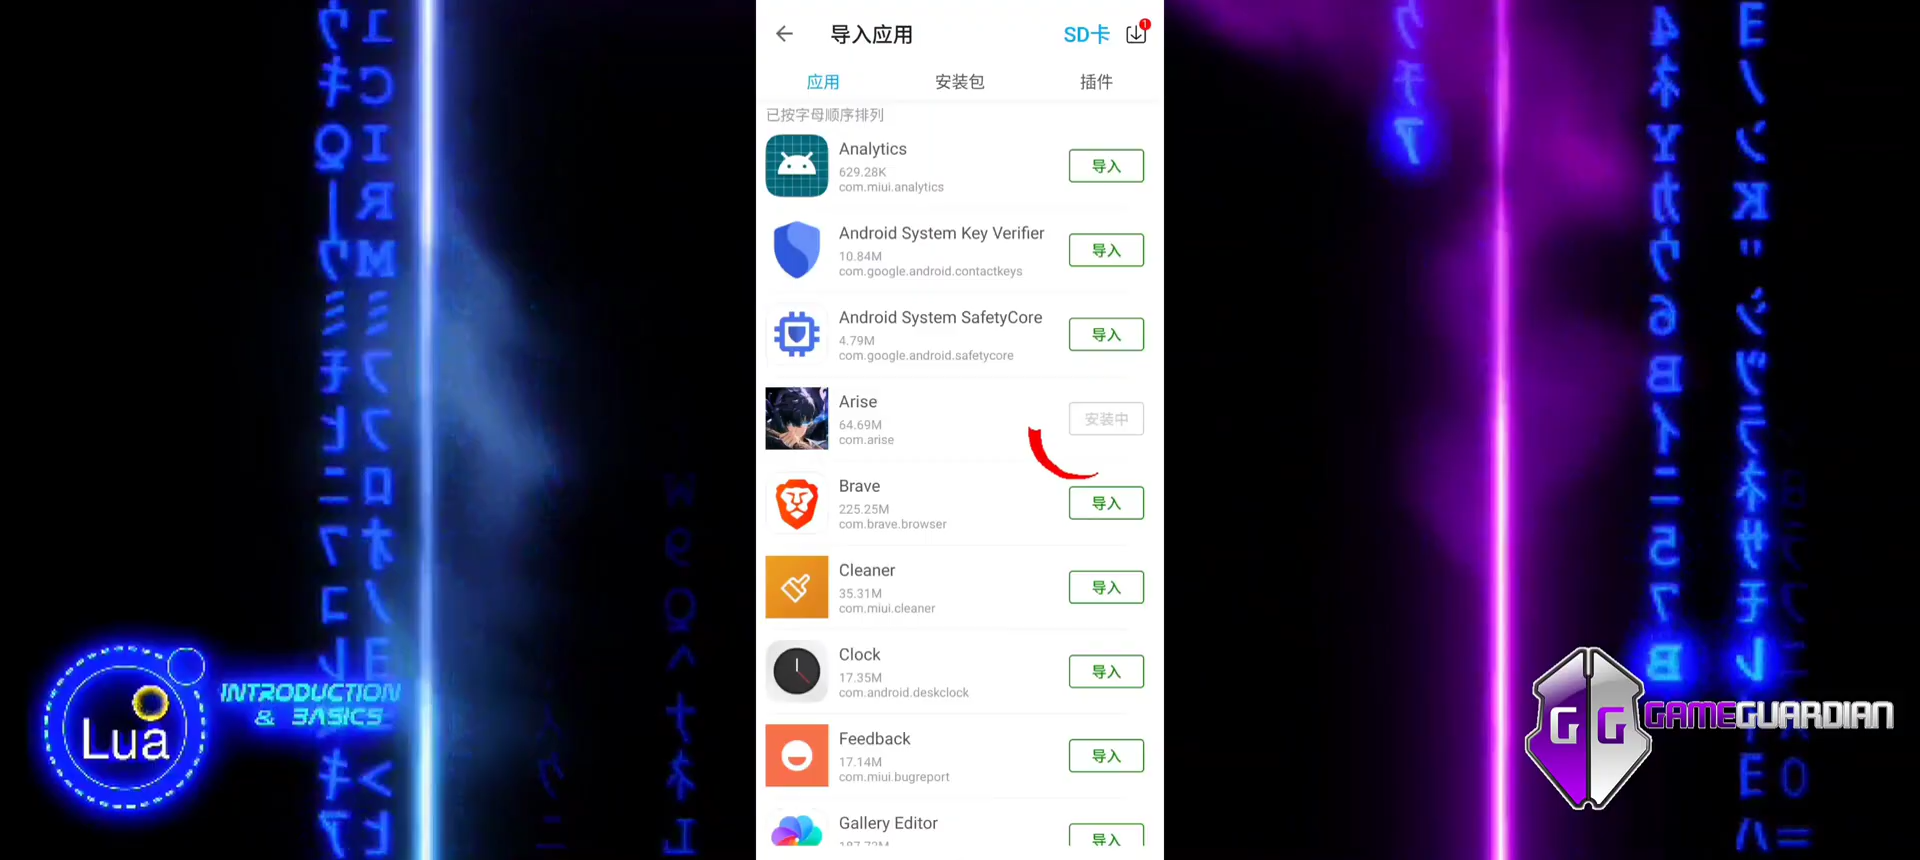 导入应用
SD卡
1
应用
安装包
插件
已按字母顺序排列
Analytics
629.28K
com.miui.analytics
导入
Android System Key Verifier
10.84M
com.google.android.contactkeys
导入
Android System SafetyCore
4.79M
com.google.android.safetycore
导入
Arise
64.69M
com.arise
安装中
Brave
225.25M
com.brave.browser
导入
Cleaner
35.31M
com.miui.cleaner
导入
Clock
17.35M
com.android.deskclock
导入
Feedback
17.14M
com.miui.bugreport
导入
Gallery Editor
导入
Lua
INTRODUCTION
& BASICS
GG
GAMEGUARDIAN